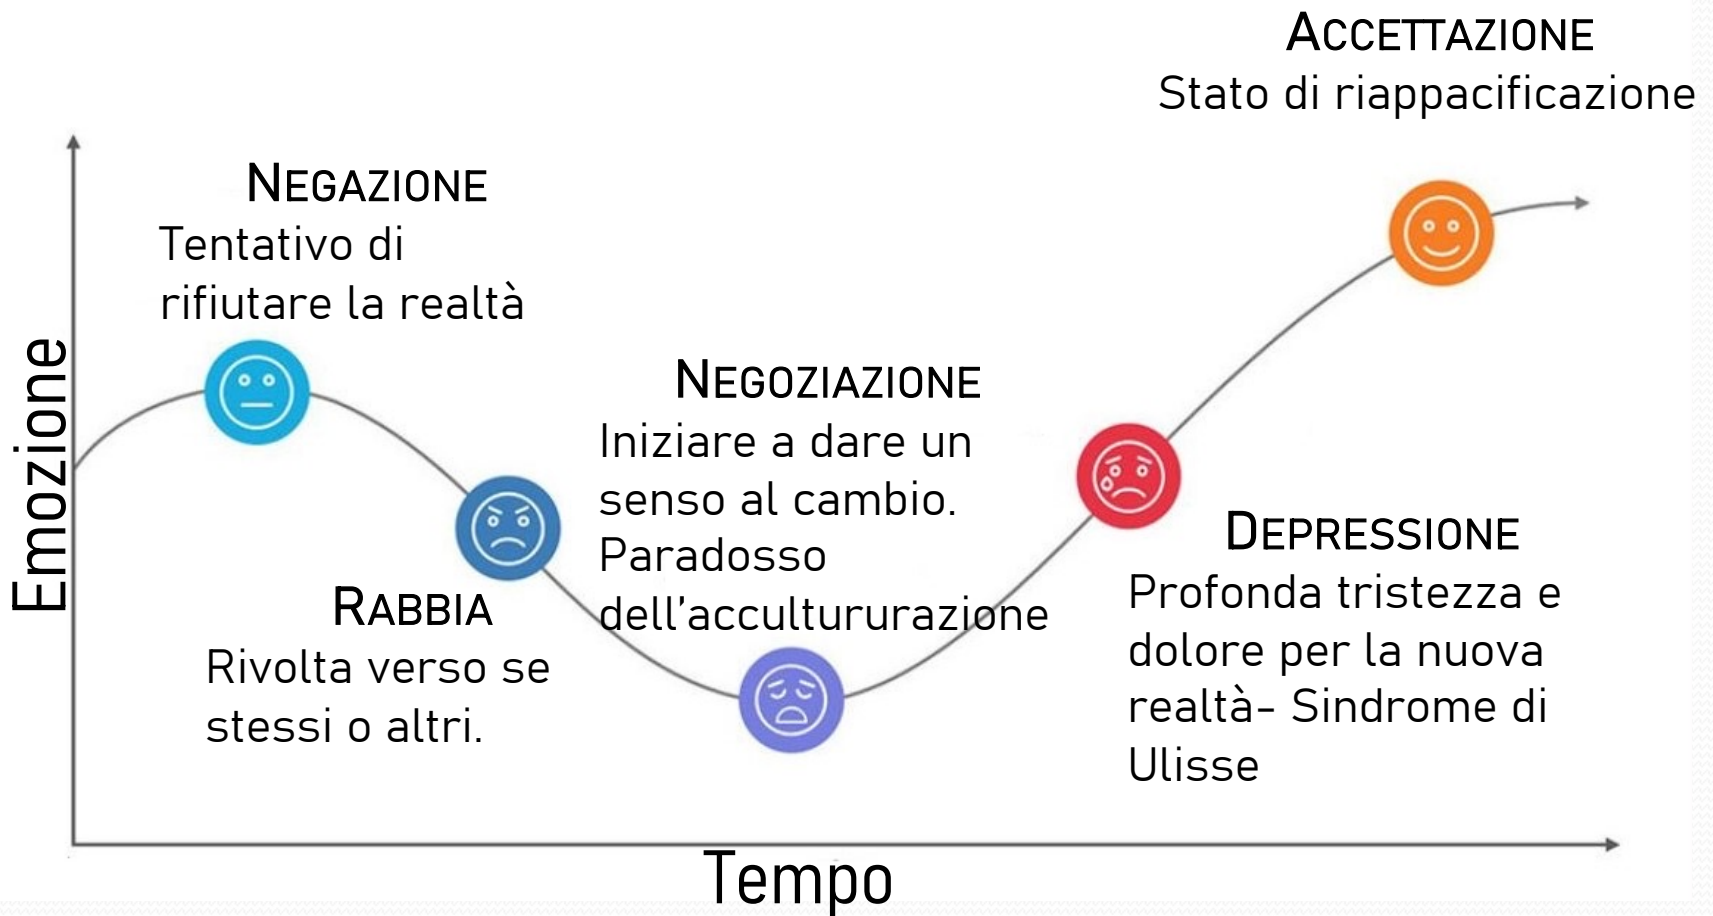 ACCETTAZIONE
Stato di riappacificazione
NEGAZIONE
Tentativo di
rifiutare la realtà
NEGOZIAZIONE
Iniziare a dare un
senso al cambio.
Paradosso
dell'accultururazione
RABBIA
Rivolta verso se
stessi o altri.
DEPRESSIONE
Profonda tristezza e
dolore per la nuova
realtà- Sindrome di
Ulisse
Emozione
Tempo